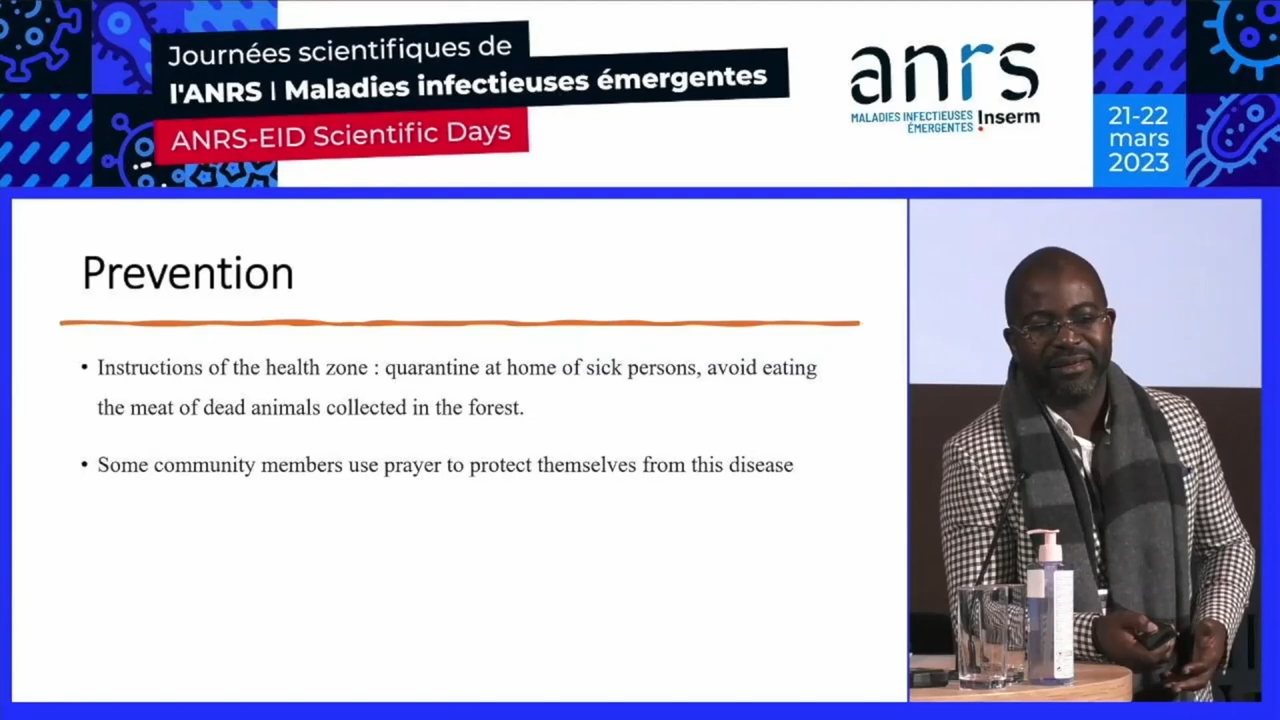 Journées scientifiques de
l'ANRS | Maladies infectieuses émergentes
ANRS-EID Scientific Days
anrs
MALADIES INFECTIEUSES
ÉMERGENTES
Inserm
21-22
mars
2023
Prevention
• Instructions of the health zone : quarantine at home of sick persons, avoid eating
the meat of dead animals collected in the forest.
• Some community members use prayer to protect themselves from this disease